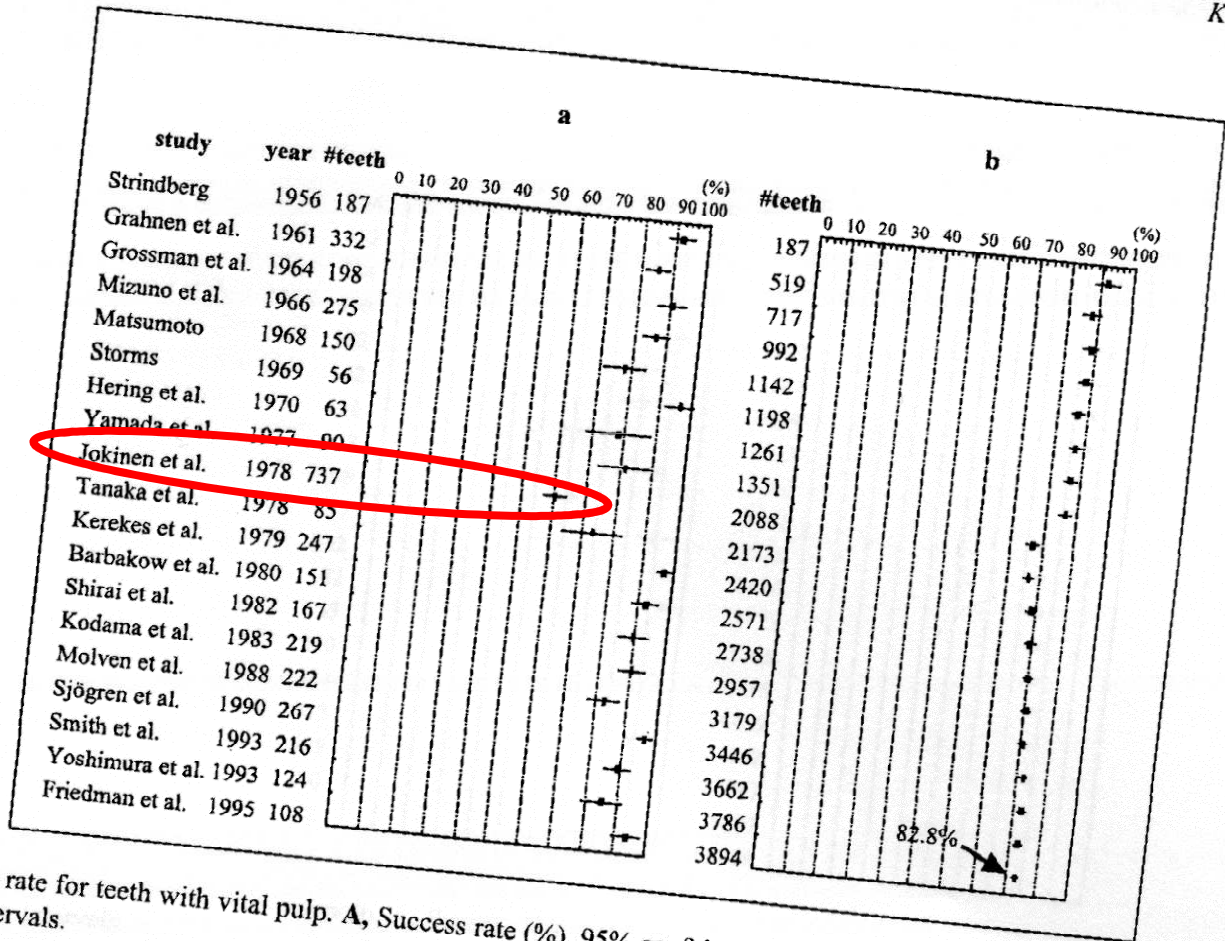 K
a
b
study year #teeth
0 10 20 30 40 50 60 70 80 90 100
(%)
#teeth
0 10 20 30 40 50 60 70 80 90 100
(%)
Strindberg 1956 187
Grahnen et al. 1961 332
Grossman et al. 1964 198
Mizuno et al. 1966 275
Matsumoto 1968 150
Storms 1969 56
Hering et al. 1970 63
Yamada et al. 1977 90
Jokinen et al. 1978 737
Tanaka et al. 1978 85
Kerekes et al. 1979 247
Barbakow et al. 1980 151
Shirai et al. 1982 167
Kodama et al. 1983 219
Molven et al. 1988 222
Sjögren et al. 1990 267
Smith et al. 1993 216
Yoshimura et al. 1993 124
Friedman et al. 1995 108
187
519
717
992
1142
1198
1261
1351
2088
2173
2420
2571
2738
2957
3179
3446
3662
3786
3894
82.8%
rate for teeth with vital pulp. A, Success rate (%), 95%
ervals.